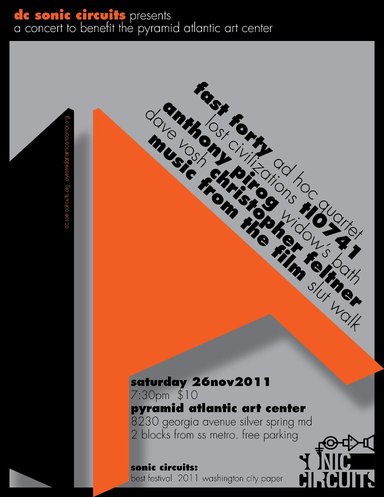 dc sonic circuits presents
a concert to benefit the pyramid atlantic art center
fast forty ad hoc quartet
lost civilizations tl0741
anthony pirog widow's bath
dave vosh christopher feltner
music from the film slut walk
saturday 26nov2011
7:30pm $10
pyramid atlantic art center
8230 georgia avenue silver spring md
2 blocks from ss metro. free parking
sonic circuits:
best festival 2011 washington city paper
SONIC
CIRCUITS